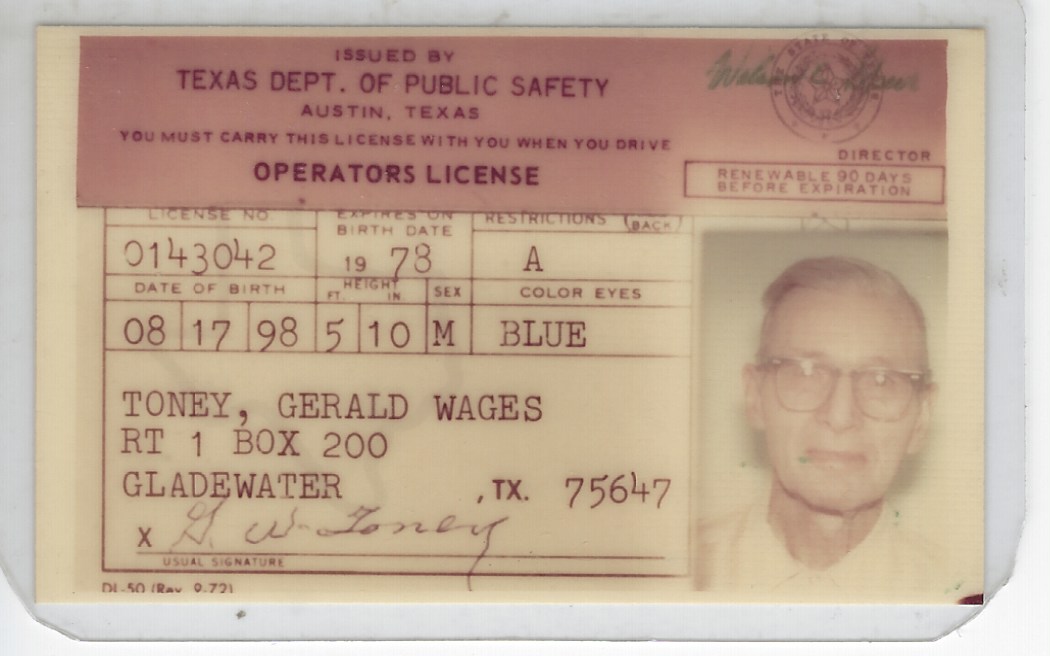 ISSUED BY
TEXAS DEPT. OF PUBLIC SAFETY
AUSTIN, TEXAS
YOU MUST CARRY THIS LICENSE WITH YOU WHEN YOU DRIVE
OPERATORS LICENSE
STATE OF
DIRECTOR
RENEWABLE 90 DAYS
BEFORE EXPIRATION
LICENSE NO. EXPIRES ON RESTRICTIONS (BACK)
BIRTH DATE
0143042 19 78 A
DATE OF BIRTH HEIGHT FT. IN. SEX COLOR EYES
08 17 98 5 10 M BLUE
TONEY, GERALD WAGES
RT 1 BOX 200
GLADEWATER , TX. 75647
X G. W. Toney
USUAL SIGNATURE
DL-50 (Rev. 9-72)